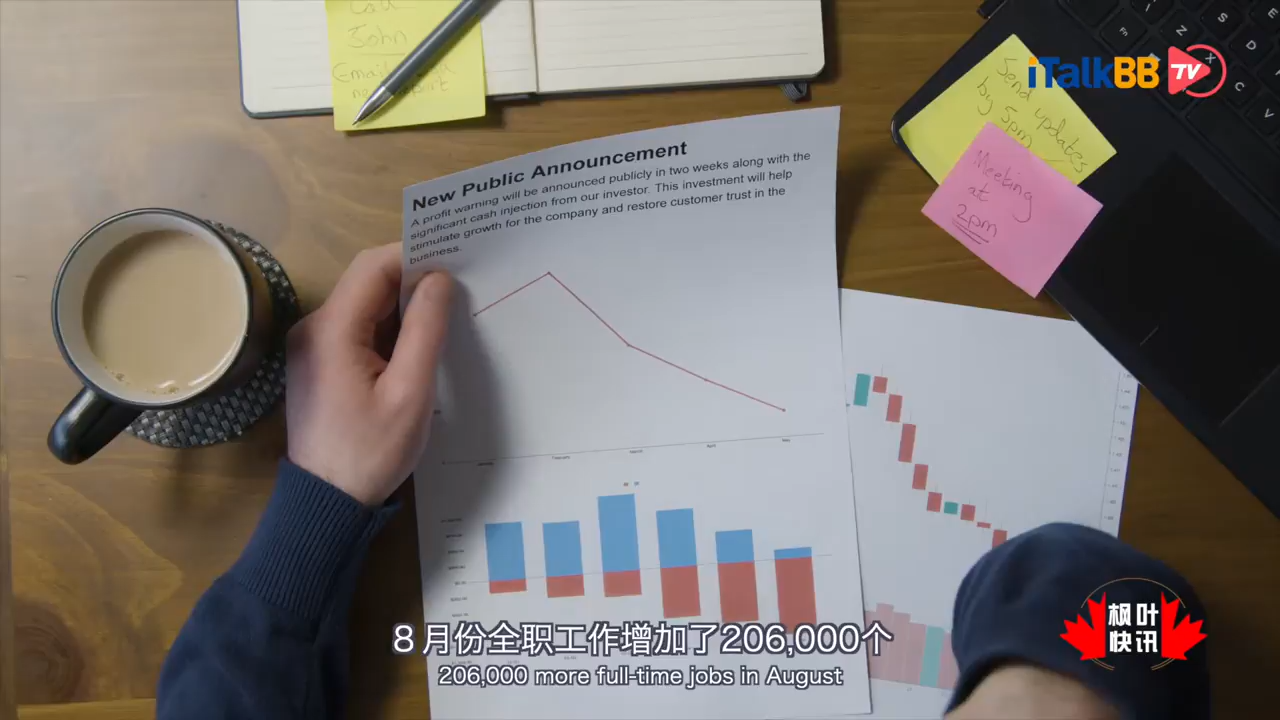 Call
John
iTalkBB TV
Send updates
by 5pm
Meeting
at
2pm
New Public Announcement
A profit warning will be announced publicly in two weeks along with the
significant cash injection from our investor. This investment will help
stimulate growth for the company and restore customer trust in the
business.
枫叶
快讯
8月份全职工作增加了206,000个
206,000 more full-time jobs in August